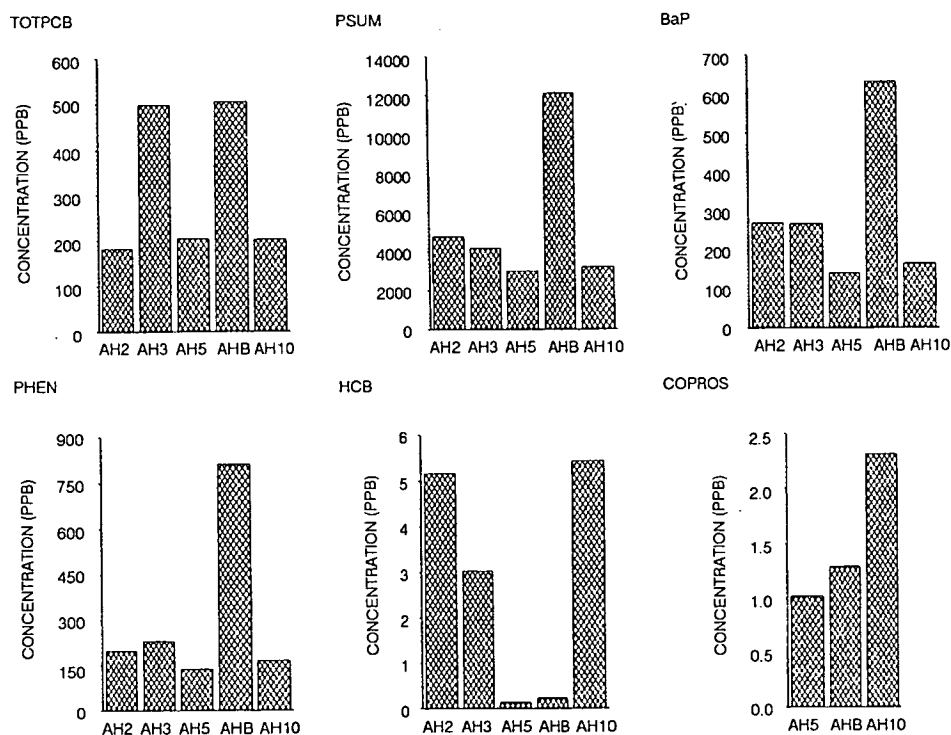 TOTPCB
CONCENTRATION (PPB)
600
500
400
300
200
100
0
AH2 AH3 AH5 AHB AH10
PSUM
CONCENTRATION (PPB)
14000
12000
10000
8000
6000
4000
2000
0
AH2 AH3 AH5 AHB AH10
BaP
CONCENTRATION (PPB)
700
600
500
400
300
200
100
0
AH2 AH3 AH5 AHB AH10
PHEN
CONCENTRATION (PPB)
900
750
600
450
300
150
0
AH2 AH3 AH5 AHB AH10
HCB
CONCENTRATION (PPB)
6
5
4
3
2
1
0
AH2 AH3 AH5 AHB AH10
COPROS
CONCENTRATION (PPB)
2.5
2.0
1.5
1.0
0.5
0.0
AH5 AHB AH10